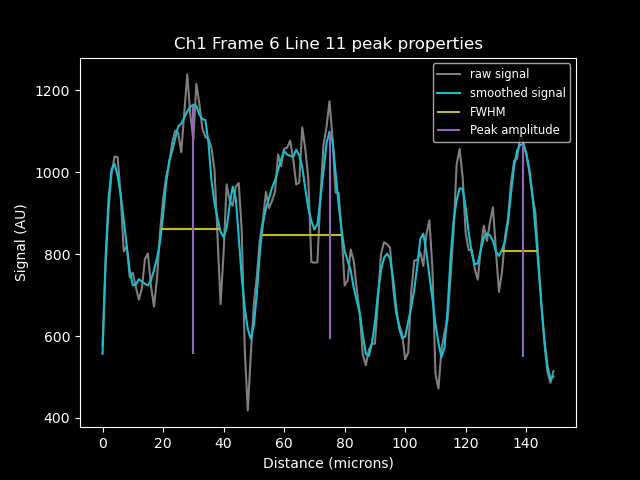 Ch1 Frame 6 Line 11 peak properties
raw signal
smoothed signal
FWHM
Peak amplitude
1200
1000
800
600
400
Signal (AU)
0 20 40 60 80 100 120 140
Distance (microns)